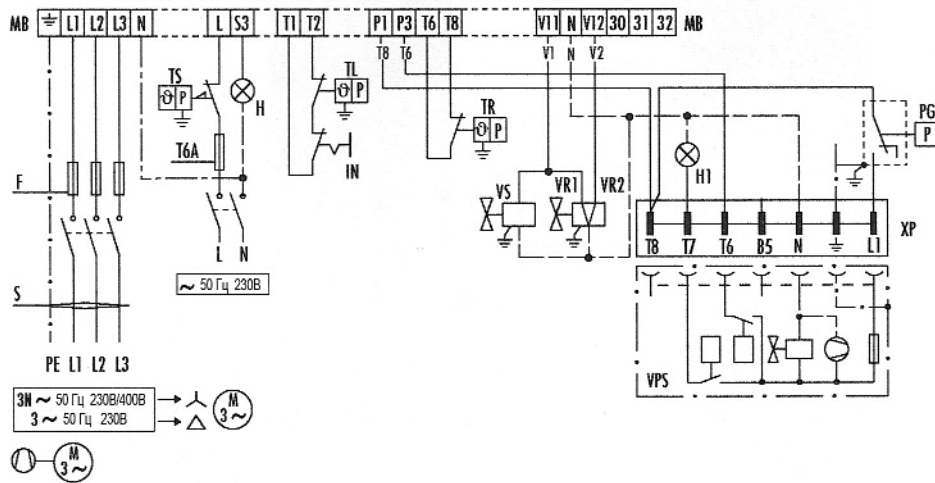 MB ⏚ L1 L2 L3 N L S3 T1 T2 P1 P3 T6 T8 V11 N V12 30 31 32 MB
T8 T6 V1 N V2
TS
ϑ P
H
TL
ϑ P
TR
ϑ P
PG
P
T6A
IN
F
VS
VR1
VR2
H1
XP
T8 T7 T6 B5 N ⏚ L1
L N
~ 50 Гц 230В
S
PE L1 L2 L3
VPS
3N ~ 50 Гц 230В/400В
3 ~ 50 Гц 230В
M
3 ~
M
3 ~